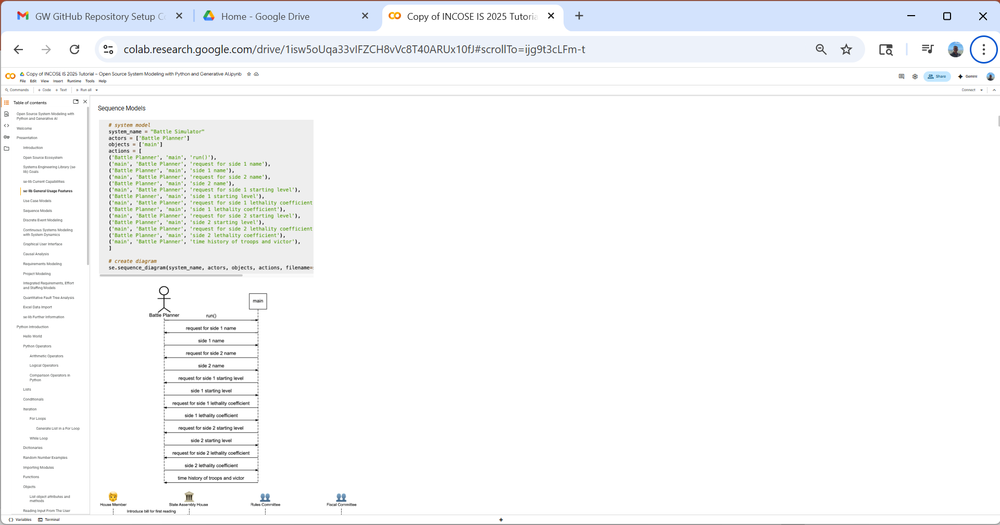 GW GitHub Repository Setup C
Home - Google Drive
Copy of INCOSE IS 2025 Tutoria
colab.research.google.com/drive/1isw5oUqa33vIFZCH8vVc8T40ARUx10fJ#scrollTo=ijg9t3cLFm-t
Copy of INCOSE IS 2025 Tutorial – Open Source System Modeling with Python and Generative AI.ipynb
File Edit View Insert Runtime Tools Help
Share
Gemini
Commands + Code + Text Run all
Connect
Table of contents
Open Source System Modeling with
Python and Generative AI
Welcome
Presentation
Introduction
Open Source Ecosystem
Systems Engineering Library (se-
lib) Goals
se-lib Current Capabilities
se-lib General Usage Features
Use Case Models
Sequence Models
Discrete Event Modeling
Continuous Systems Modeling
with System Dynamics
Graphical User Interface
Causal Analysis
Requirements Modeling
Project Modeling
Integrated Requirements, Effort
and Staffing Models
Quantitative Fault Tree Analysis
Excel Data Import
se-lib Further Information
Python Introduction
Hello World
Python Operators
Arithmetic Operators
Logical Operators
Comparison Operators in
Python
Lists
Conditionals
Iteration
For Loops
Generate List in a For Loop
While Loop
Dictionaries
Random Number Examples
Importing Modules
Functions
Objects
List object attributes and
methods
Reading Input From The User
Sequence Models
# system model
system_name = "Battle Simulator"
actors = ['Battle Planner']
objects = ['main']
actions = [
('Battle Planner', 'main', 'run()'),
('main', 'Battle Planner', 'request for side 1 name'),
('Battle Planner', 'main', 'side 1 name'),
('main', 'Battle Planner', 'request for side 2 name'),
('Battle Planner', 'main', 'side 2 name'),
('main', 'Battle Planner', 'request for side 1 starting level'),
('Battle Planner', 'main', 'side 1 starting level'),
('main', 'Battle Planner', 'request for side 1 lethality coefficient
('Battle Planner', 'main', 'side 1 lethality coefficient'),
('main', 'Battle Planner', 'request for side 2 starting level'),
('Battle Planner', 'main', 'side 2 starting level'),
('main', 'Battle Planner', 'request for side 2 lethality coefficient
('Battle Planner', 'main', 'side 2 lethality coefficient'),
('main', 'Battle Planner', 'time history of troops and victor'),
]
# create diagram
se.sequence_diagram(system_name, actors, objects, actions, filename=
main
Battle Planner
run()
request for side 1 name
side 1 name
request for side 2 name
side 2 name
request for side 1 starting level
side 1 starting level
request for side 1 lethality coefficient
side 1 lethality coefficient
request for side 2 starting level
side 2 starting level
request for side 2 lethality coefficient
side 2 lethality coefficient
time history of troops and victor
House Member State Assembly House Rules Committee Fiscal Committee
Introduce bill for first reading
Variables Terminal